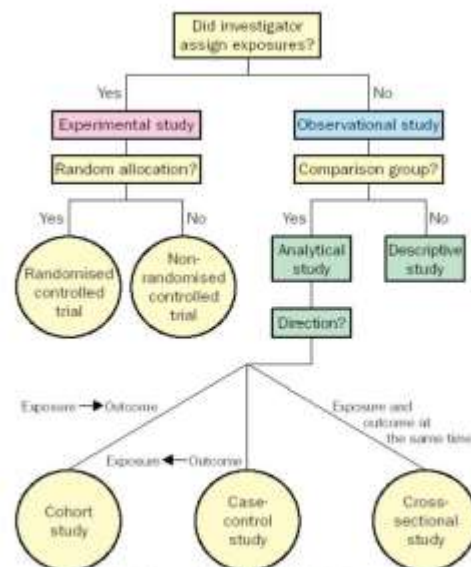 Did investigator
assign exposures?
Yes
No
Experimental study
Observational study
Random allocation?
Comparison group?
Yes
No
Yes
No
Randomised
controlled
trial
Non-
randomised
controlled
trial
Analytical
study
Descriptive
study
Direction?
Exposure → Outcome
Exposure ← Outcome
Exposure and
outcome at
the same time
Cohort
study
Case-
control
study
Cross-
sectional
study